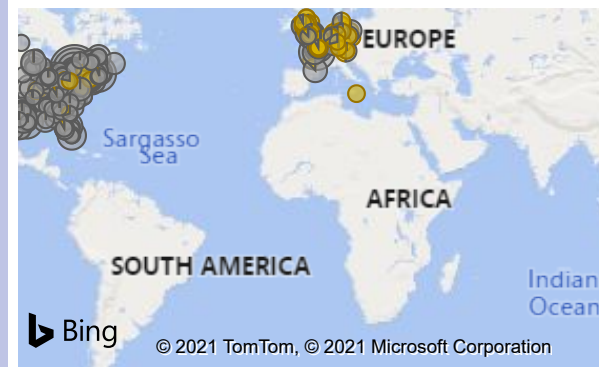 EUROPE
Sargasso
Sea
AFRICA
SOUTH AMERICA
Indian
Ocean
Bing
© 2021 TomTom, © 2021 Microsoft Corporation